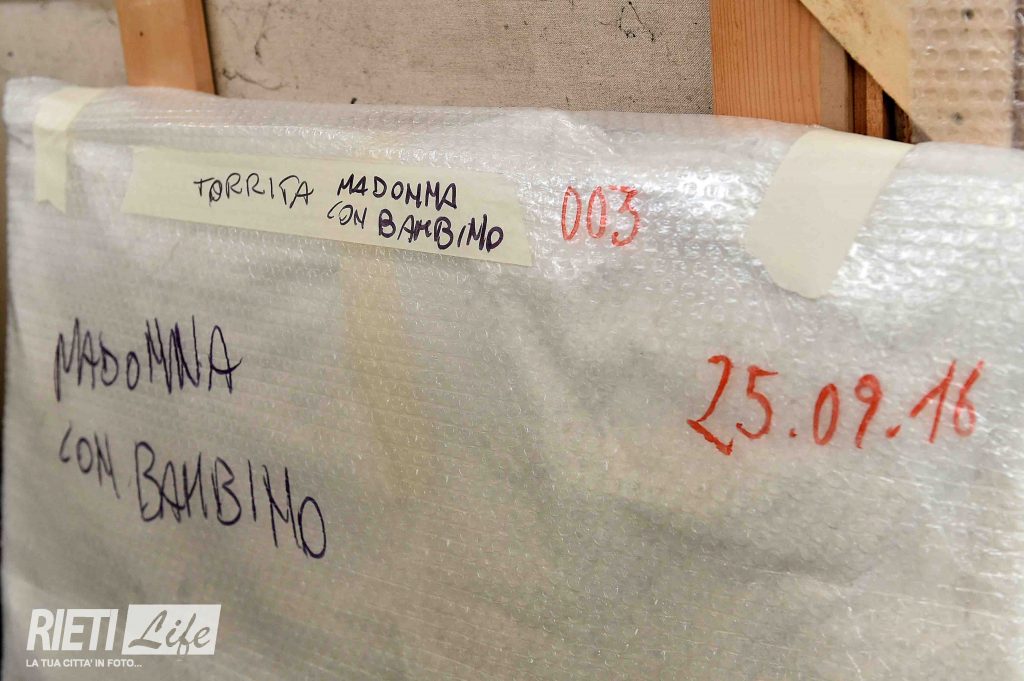 TORRITA MADONNA
CON BAMBINO
003
MADONNA
CON BAMBINO
25.09.16
RIETI Life
LA TUA CITTA' IN FOTO...